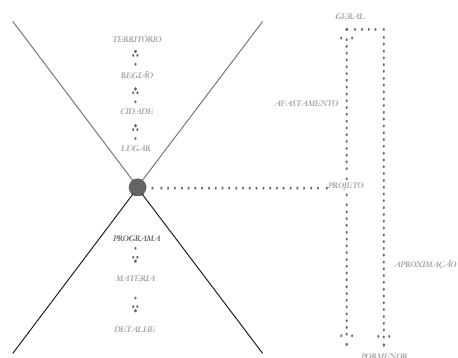 GERAL
TERRITÓRIO
REGIÃO
AFASTAMENTO
CIDADE
LUGAR
PROJETO
PROGRAMA
APROXIMAÇÃO
MATÉRIA
DETALHE
PORMENOR